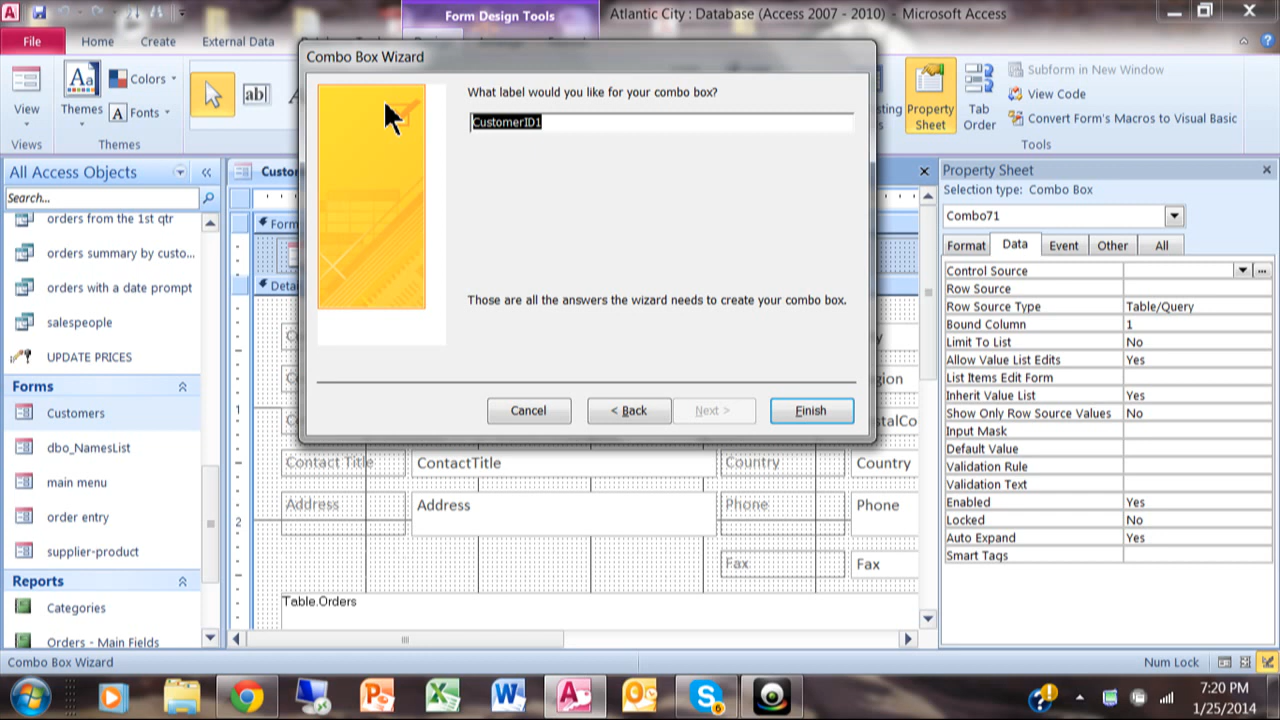 Form Design Tools
Atlantic City : Database (Access 2007 - 2010) - Microsoft Access
File
Home
Create
External Data
View
Views
Aa
Themes
Colors
A Fonts
Themes
ab|
Property Sheet
Tab Order
Subform in New Window
View Code
Convert Form's Macros to Visual Basic
Tools
All Access Objects
Search...
orders from the 1st qtr
orders summary by custo...
orders with a date prompt
salespeople
UPDATE PRICES
Forms
Customers
dbo_NamesList
main menu
order entry
supplier-product
Reports
Categories
Orders - Main Fields
Combo Box Wizard
What label would you like for your combo box?
CustomerID1
Those are all the answers the wizard needs to create your combo box.
Cancel
< Back
Next >
Finish
Contact Title
ContactTitle
Country
Country
Address
Address
Phone
Phone
Fax
Fax
Table.Orders
1
2
Property Sheet
Selection type: Combo Box
Combo71
Format
Data
Event
Other
All
Control Source
Row Source
Row Source Type Table/Query
Bound Column 1
Limit To List No
Allow Value List Edits Yes
List Items Edit Form
Inherit Value List Yes
Show Only Row Source Values No
Input Mask
Default Value
Validation Rule
Validation Text
Enabled Yes
Locked No
Auto Expand Yes
Smart Tags
Combo Box Wizard
Num Lock
7:20 PM
1/25/2014